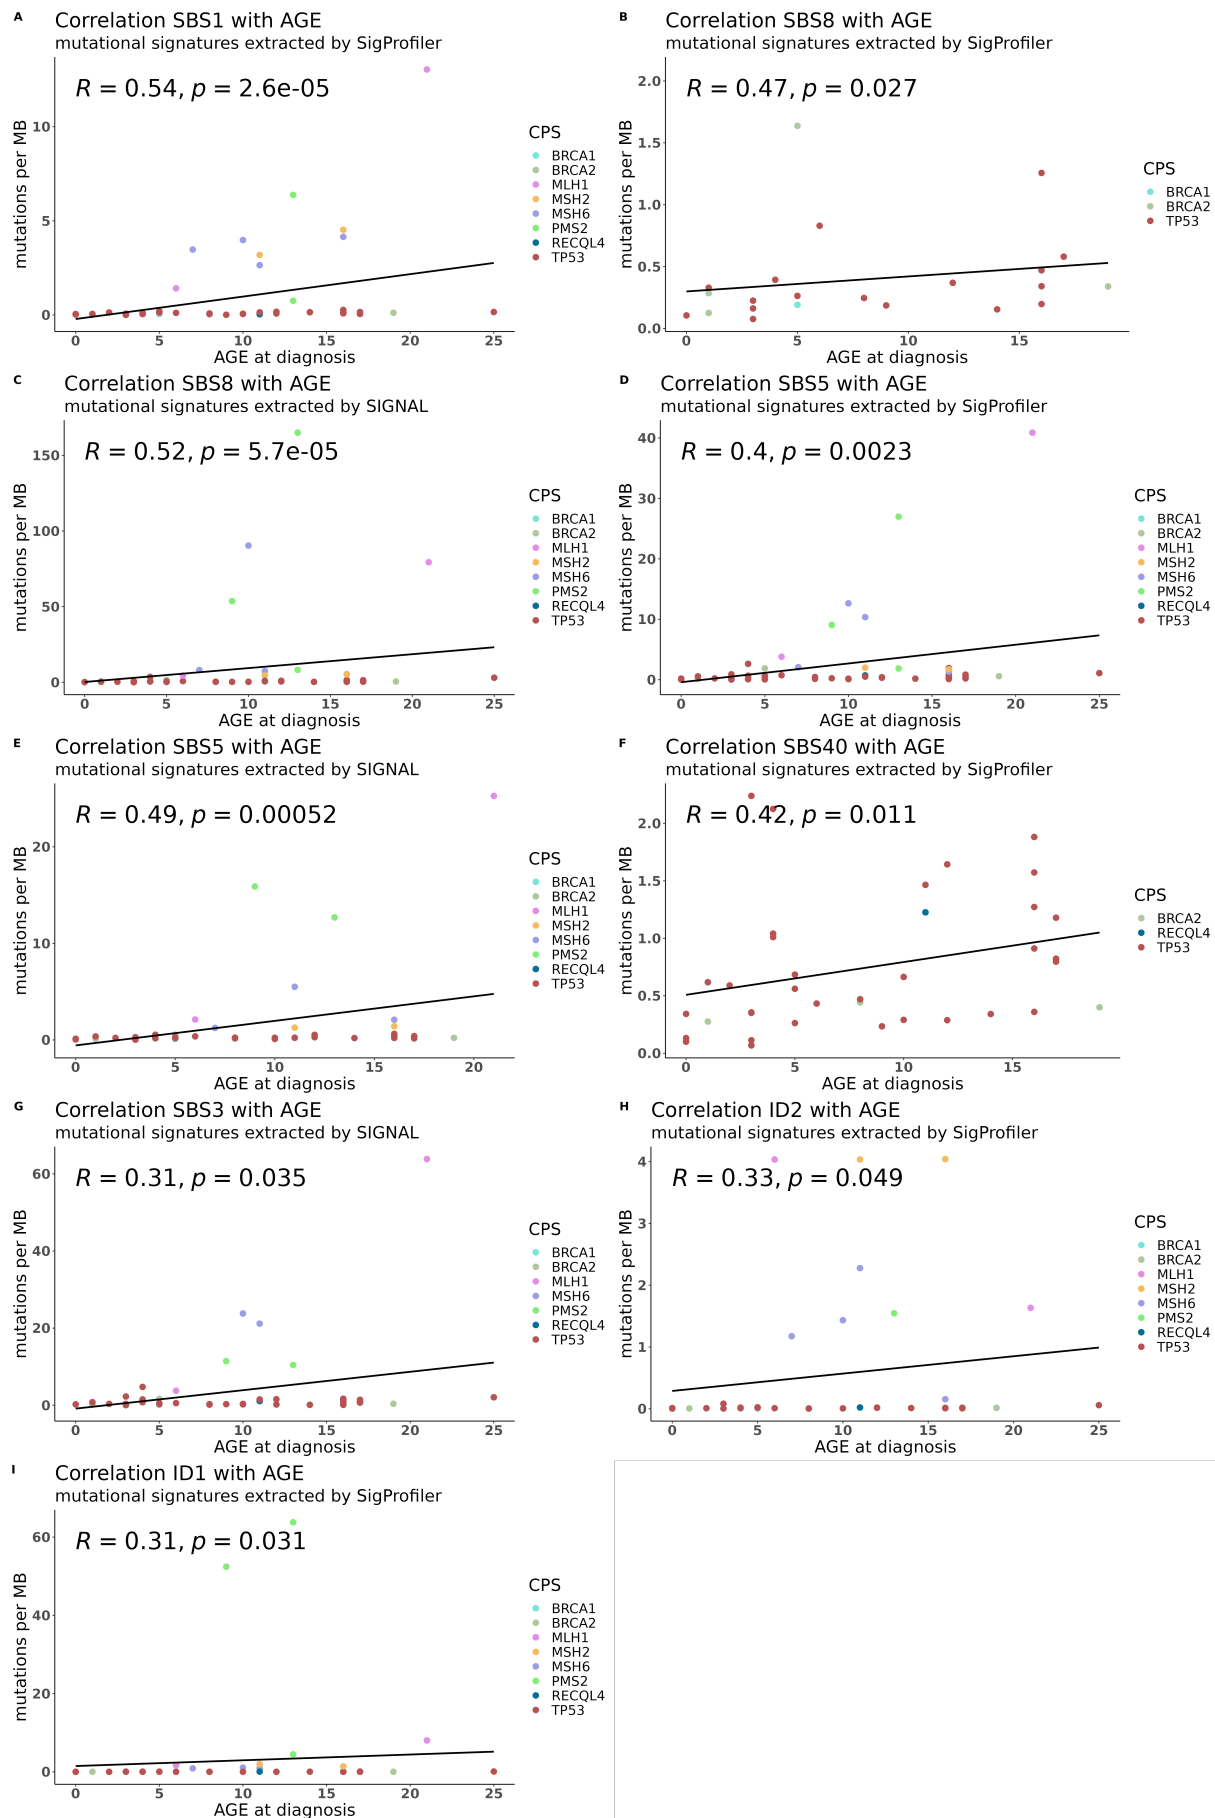 A
Correlation SBS1 with AGE
mutational signatures extracted by SigProfiler
R = 0.54, p = 2.6e-05
mutations per MB
10
5
0
0 5 10 15 20 25
AGE at diagnosis
CPS
BRCA1
BRCA2
MLH1
MSH2
MSH6
PMS2
RECQL4
TP53
B
Correlation SBS8 with AGE
mutational signatures extracted by SigProfiler
R = 0.47, p = 0.027
mutations per MB
2.0
1.5
1.0
0.5
0.0
0 5 10 15
AGE at diagnosis
CPS
BRCA1
BRCA2
TP53
C
Correlation SBS8 with AGE
mutational signatures extracted by SIGNAL
R = 0.52, p = 5.7e-05
mutations per MB
150
100
50
0
0 5 10 15 20 25
AGE at diagnosis
CPS
BRCA1
BRCA2
MLH1
MSH2
MSH6
PMS2
RECQL4
TP53
D
Correlation SBS5 with AGE
mutational signatures extracted by SigProfiler
R = 0.4, p = 0.0023
mutations per MB
40
30
20
10
0
0 5 10 15 20 25
AGE at diagnosis
CPS
BRCA1
BRCA2
MLH1
MSH2
MSH6
PMS2
RECQL4
TP53
E
Correlation SBS5 with AGE
mutational signatures extracted by SIGNAL
R = 0.49, p = 0.00052
mutations per MB
20
10
0
0 5 10 15 20
AGE at diagnosis
CPS
BRCA1
BRCA2
MLH1
MSH2
MSH6
PMS2
RECQL4
TP53
F
Correlation SBS40 with AGE
mutational signatures extracted by SigProfiler
R = 0.42, p = 0.011
mutations per MB
2.0
1.5
1.0
0.5
0.0
0 5 10 15
AGE at diagnosis
CPS
BRCA2
RECQL4
TP53
G
Correlation SBS3 with AGE
mutational signatures extracted by SIGNAL
R = 0.31, p = 0.035
mutations per MB
60
40
20
0
0 5 10 15 20 25
AGE at diagnosis
CPS
BRCA1
BRCA2
MLH1
MSH6
PMS2
RECQL4
TP53
H
Correlation ID2 with AGE
mutational signatures extracted by SigProfiler
R = 0.33, p = 0.049
mutations per MB
4
3
2
1
0
0 5 10 15 20 25
AGE at diagnosis
CPS
BRCA1
BRCA2
MLH1
MSH2
MSH6
PMS2
RECQL4
TP53
I
Correlation ID1 with AGE
mutational signatures extracted by SigProfiler
R = 0.31, p = 0.031
mutations per MB
60
40
20
0
0 5 10 15 20 25
AGE at diagnosis
CPS
BRCA1
BRCA2
MLH1
MSH2
MSH6
PMS2
RECQL4
TP53